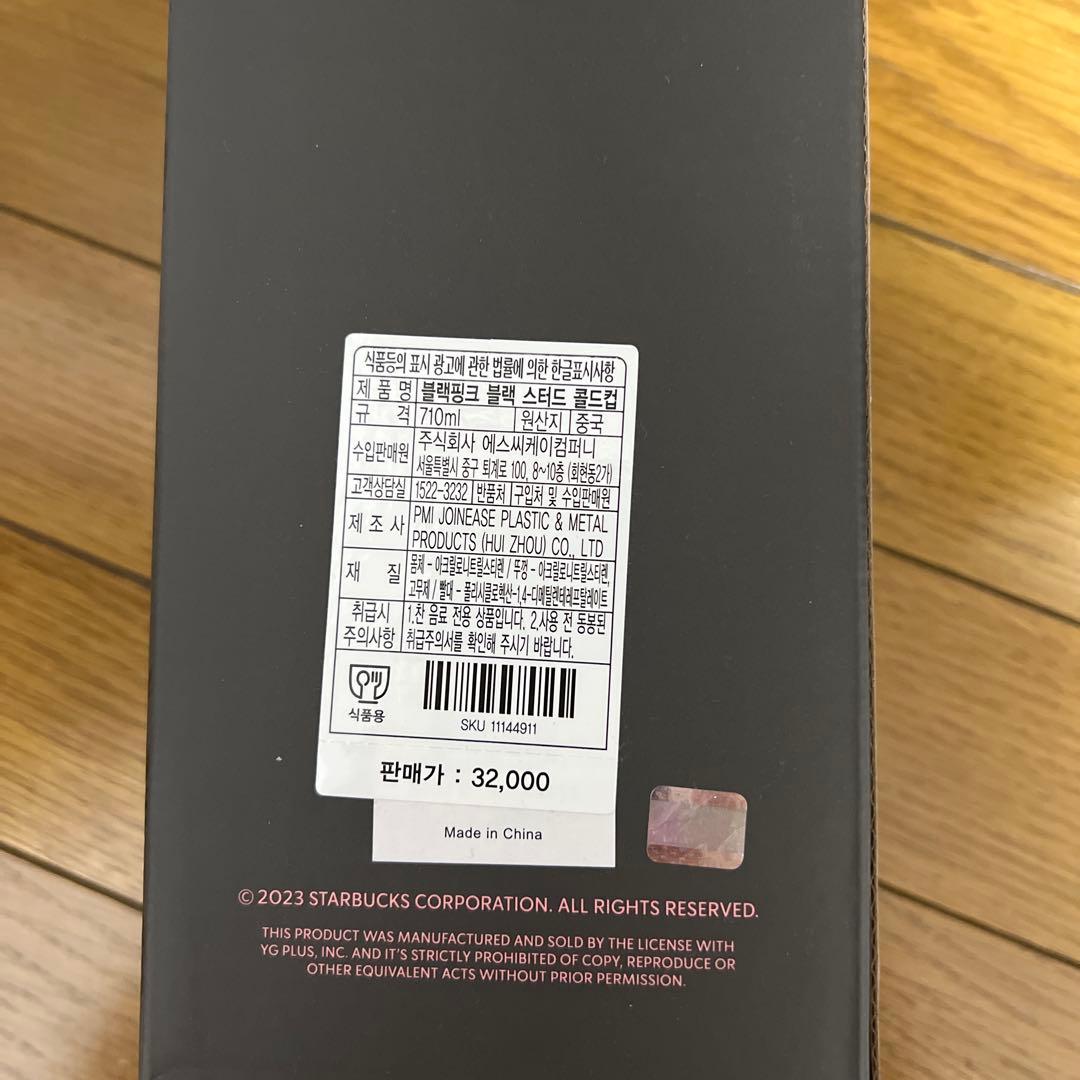 식품등의 표시 광고에 관한 법률에 의한 한글표시사항
제 품 명 블랙핑크 블랙 스터드 콜드컵
규 격 710ml 원산지 중국
수입판매원 주식회사 에스씨케이컴퍼니
서울특별시 중구 퇴계로 100, 8~10층 (회현동2가)
고객상담실 1522-3232 반품처 구입처 및 수입판매원
제 조 사 PMI JOINEASE PLASTIC & METAL
PRODUCTS (HUI ZHOU) CO., LTD
재 질 몸체 - 아크릴로니트릴스티렌 / 뚜껑 - 아크릴로니트릴스티렌,
고무제 / 빨대 - 폴리시클로헥산-1,4-디메틸렌테레프탈레이트
취급시 1.찬 음료 전용 상품입니다. 2.사용 전 동봉된
주의사항 취급주의서를 확인해 주시기 바랍니다.
식품용
SKU 11144911
판매가 : 32,000
Made in China
© 2023 STARBUCKS CORPORATION. ALL RIGHTS RESERVED.
THIS PRODUCT WAS MANUFACTURED AND SOLD BY THE LICENSE WITH
YG PLUS, INC. AND IT'S STRICTLY PROHIBITED OF COPY, REPRODUCE OR
OTHER EQUIVALENT ACTS WITHOUT PRIOR PERMISSION.